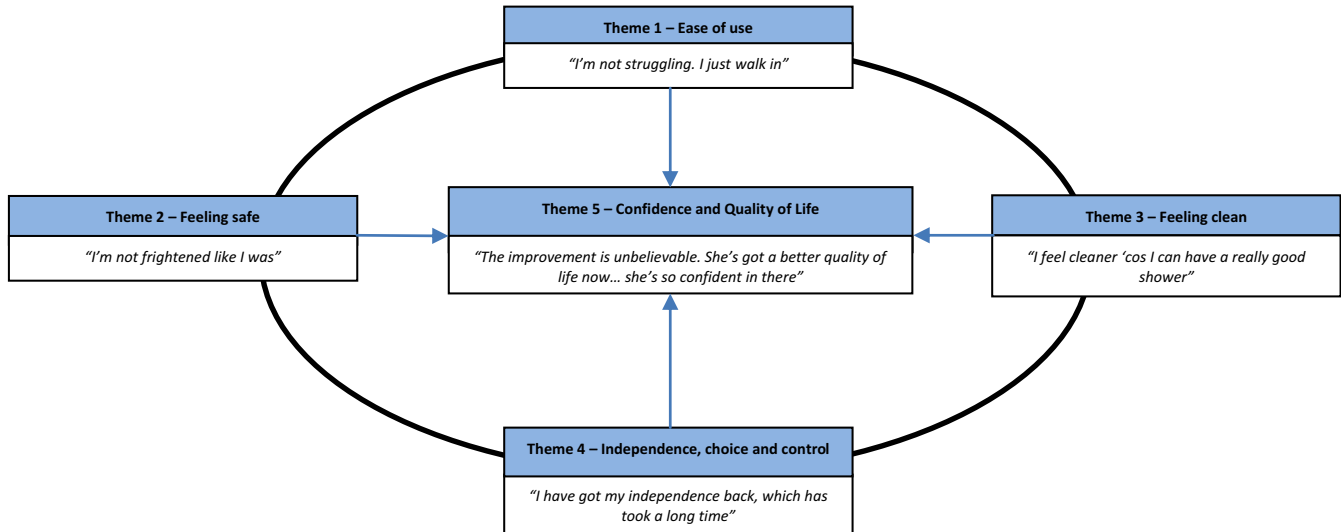 Theme 1 – Ease of use
“I’m not struggling. I just walk in”
Theme 2 – Feeling safe
“I’m not frightened like I was”
Theme 5 – Confidence and Quality of Life
“The improvement is unbelievable. She’s got a better quality of
life now… she’s so confident in there”
Theme 3 – Feeling clean
“I feel cleaner ‘cos I can have a really good
shower”
Theme 4 – Independence, choice and control
“I have got my independence back, which has
took a long time”